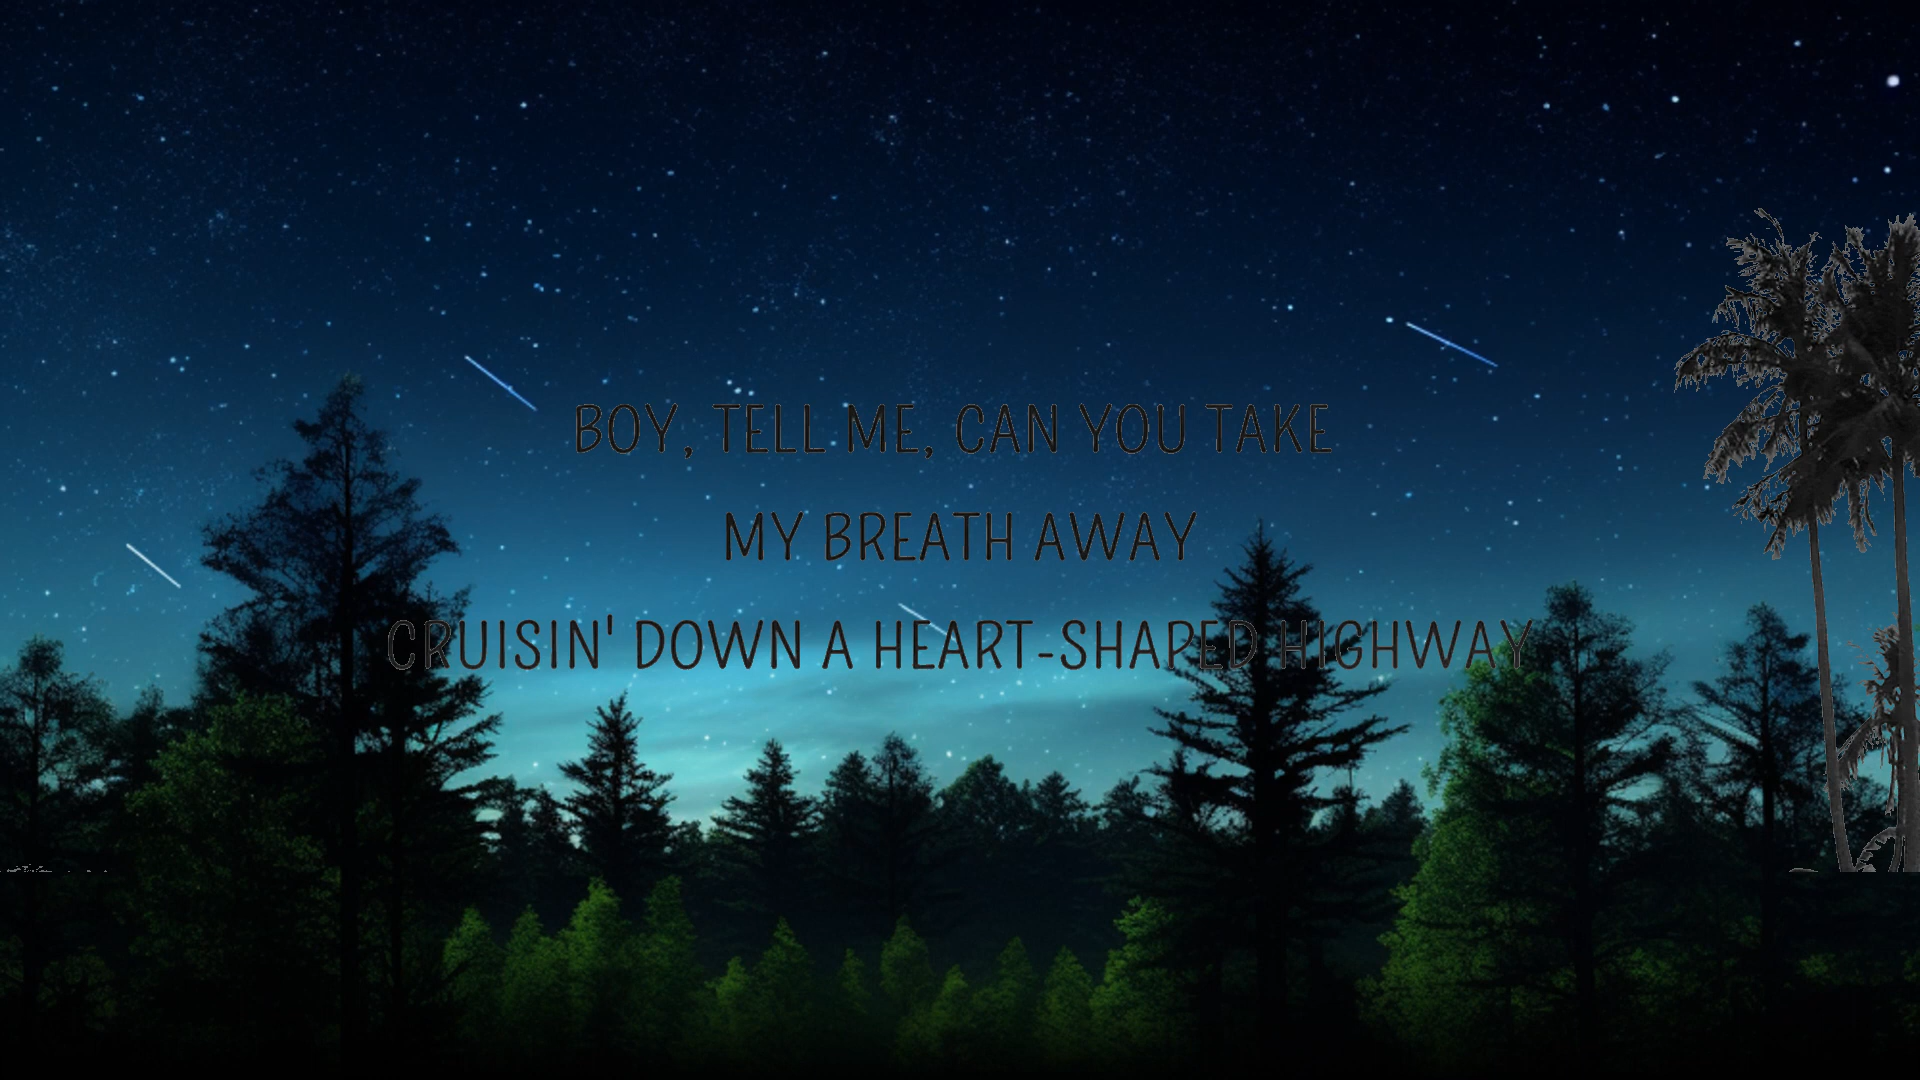 BOY, TELL ME, CAN YOU TAKE
MY BREATH AWAY
CRUISIN' DOWN A HEART-SHAPED HIGHWAY